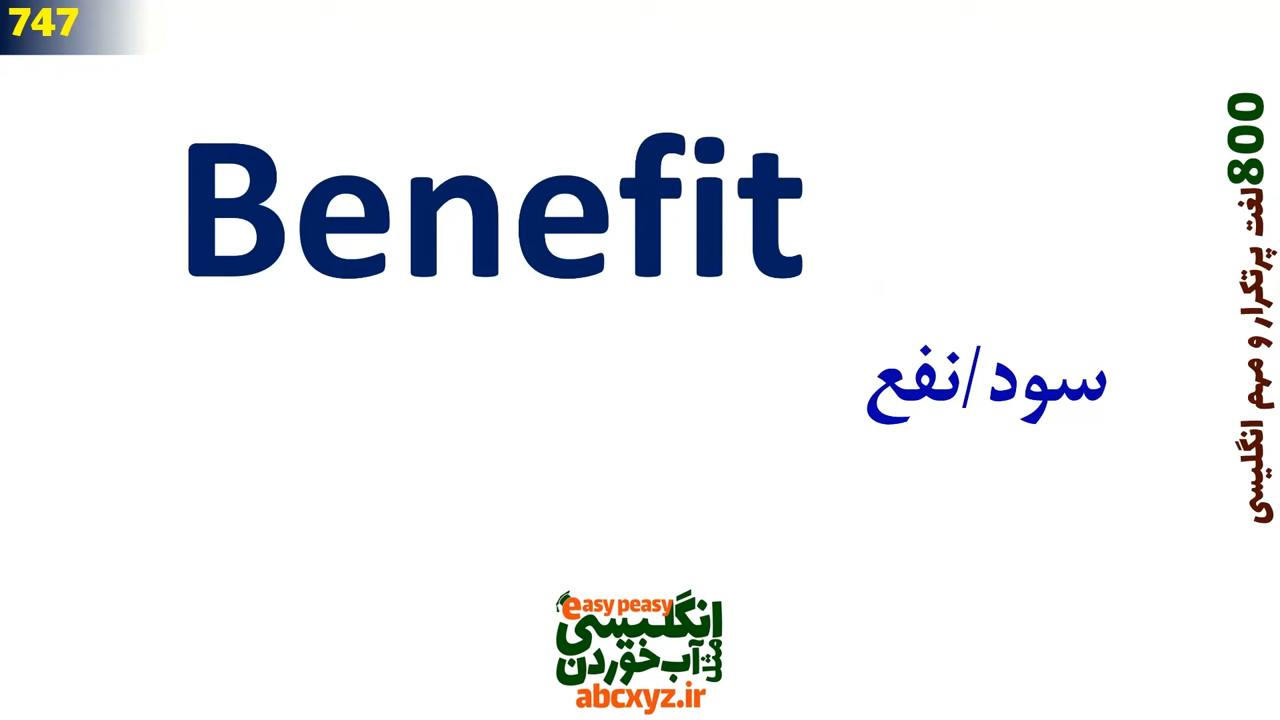 747
Benefit
سود/نفع
800 لغت پرتکرار و مهم انگلیسی
easy peasy
انگلیسی
مثل آب خوردن
abcxyz.ir